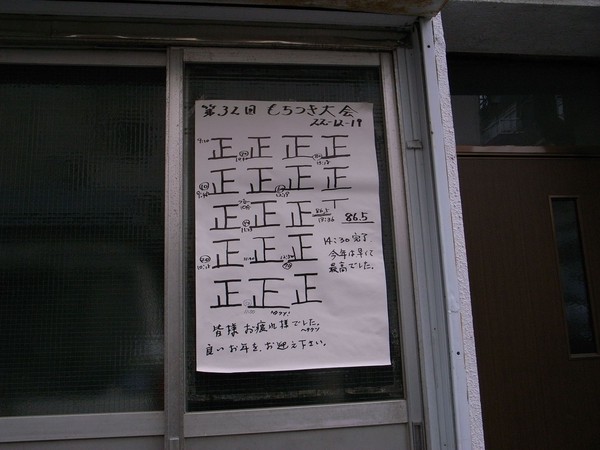 第32回 もちつき大会
22-12-19
正 正 正 正
正 正 正 正
正 正 正 丅
86.5
正 正 正
14:30 完了
今年は早くて
最高でした。
正 正 正
皆様 お疲れ様でした。
良いお年を、お迎え下さい。